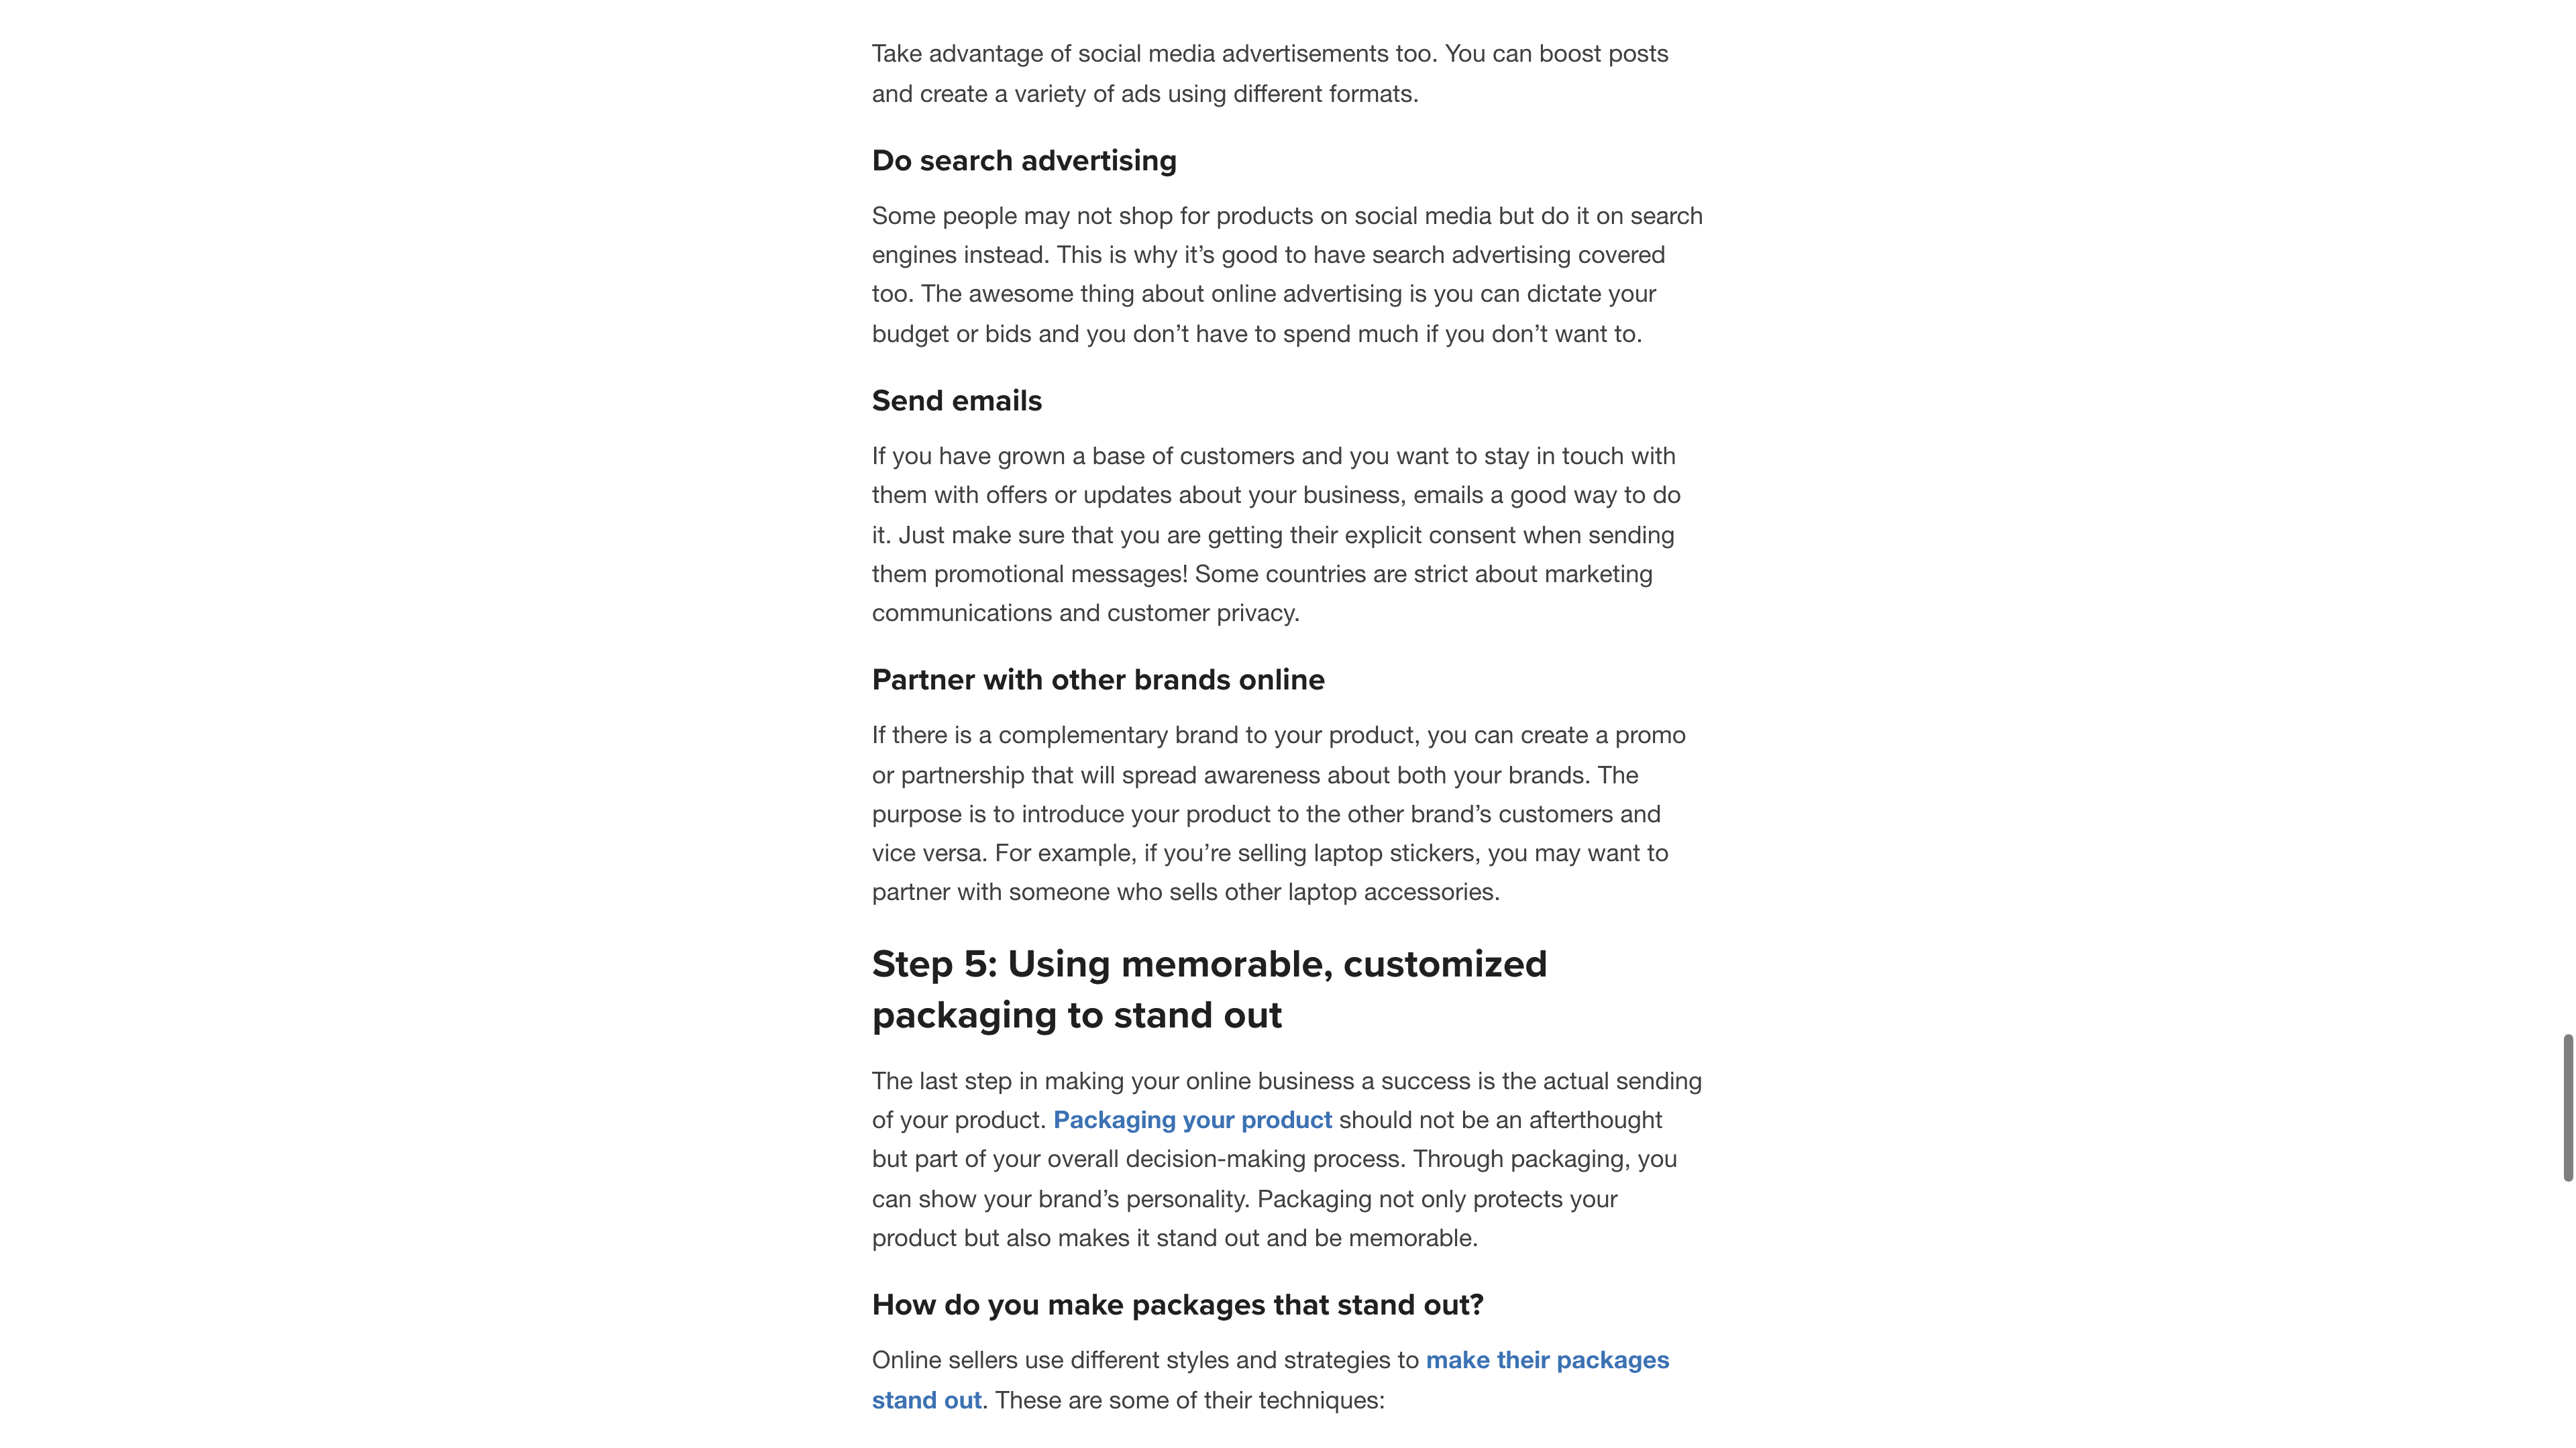 Take advantage of social media advertisements too. You can boost posts
and create a variety of ads using different formats.
Do search advertising
Some people may not shop for products on social media but do it on search
engines instead. This is why it’s good to have search advertising covered
too. The awesome thing about online advertising is you can dictate your
budget or bids and you don’t have to spend much if you don’t want to.
Send emails
If you have grown a base of customers and you want to stay in touch with
them with offers or updates about your business, emails a good way to do
it. Just make sure that you are getting their explicit consent when sending
them promotional messages! Some countries are strict about marketing
communications and customer privacy.
Partner with other brands online
If there is a complementary brand to your product, you can create a promo
or partnership that will spread awareness about both your brands. The
purpose is to introduce your product to the other brand’s customers and
vice versa. For example, if you’re selling laptop stickers, you may want to
partner with someone who sells other laptop accessories.
Step 5: Using memorable, customized
packaging to stand out
The last step in making your online business a success is the actual sending
of your product. Packaging your product should not be an afterthought
but part of your overall decision-making process. Through packaging, you
can show your brand’s personality. Packaging not only protects your
product but also makes it stand out and be memorable.
How do you make packages that stand out?
Online sellers use different styles and strategies to make their packages
stand out. These are some of their techniques: